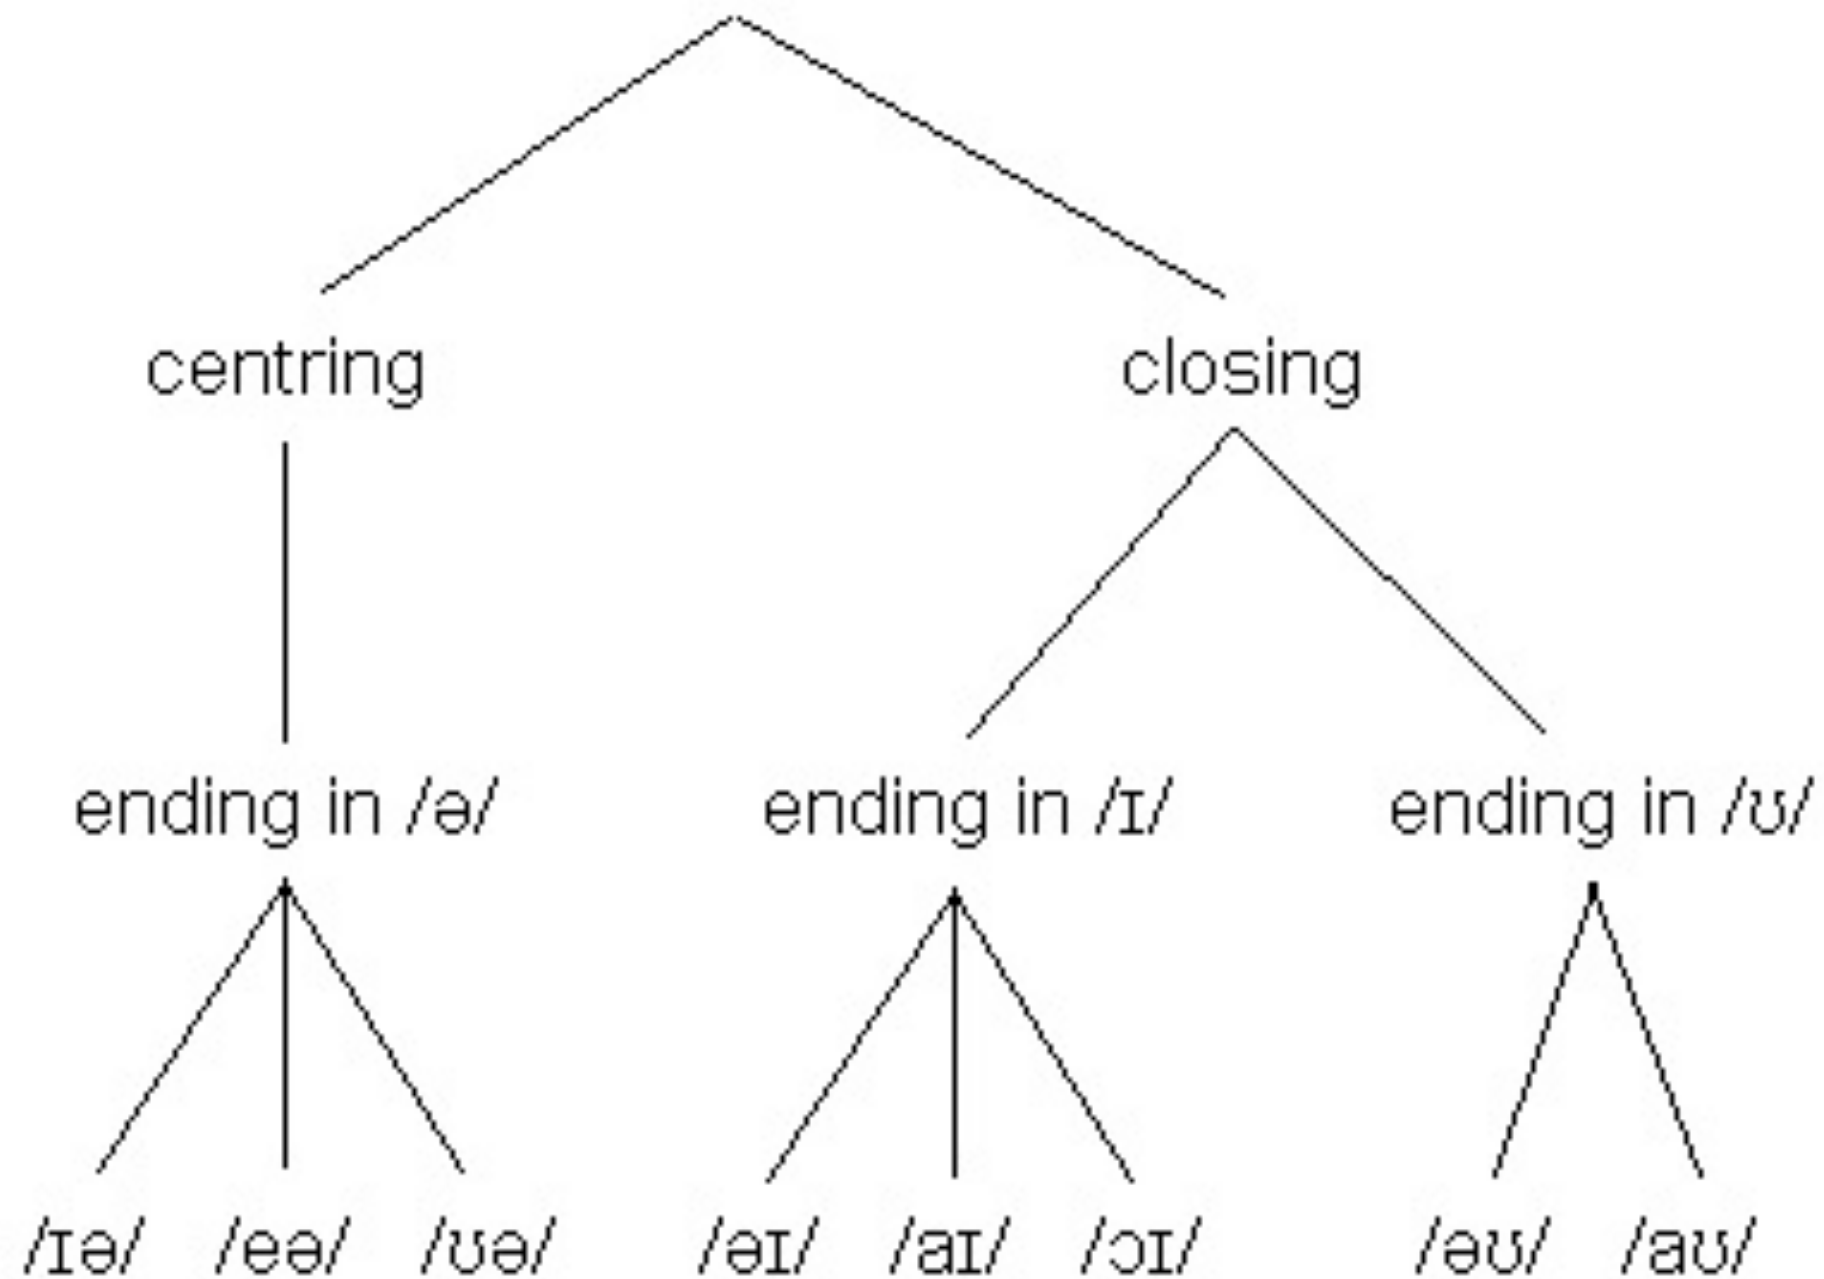 centring closing
ending in /ə/ ending in /ɪ/ ending in /ʊ/
/ɪə/ /eə/ /ʊə/ /əɪ/ /aɪ/ /ɔɪ/ /əʊ/ /aʊ/